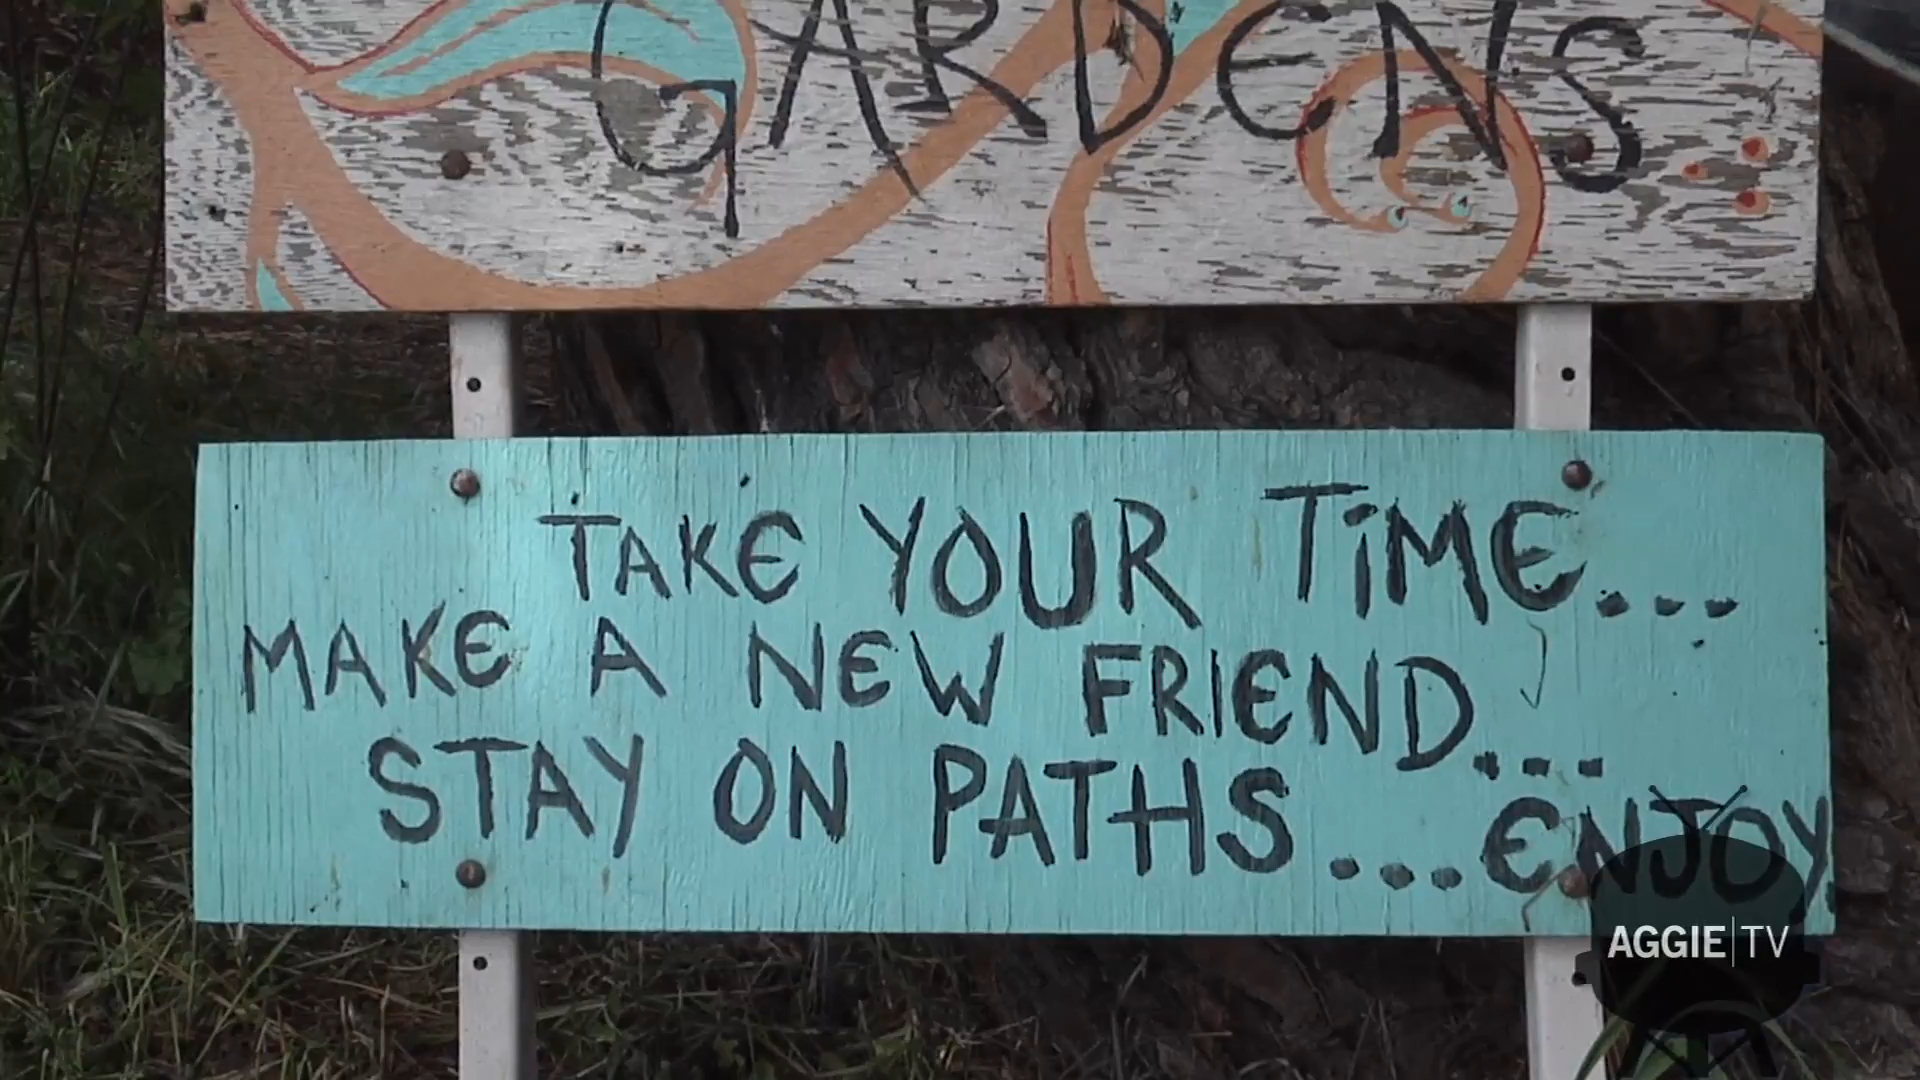 GARDENS
TAKE YOUR TiME...
MAKE A NEW FRIEND...
STAY ON PATHS...ENJOY
AGGIE|TV